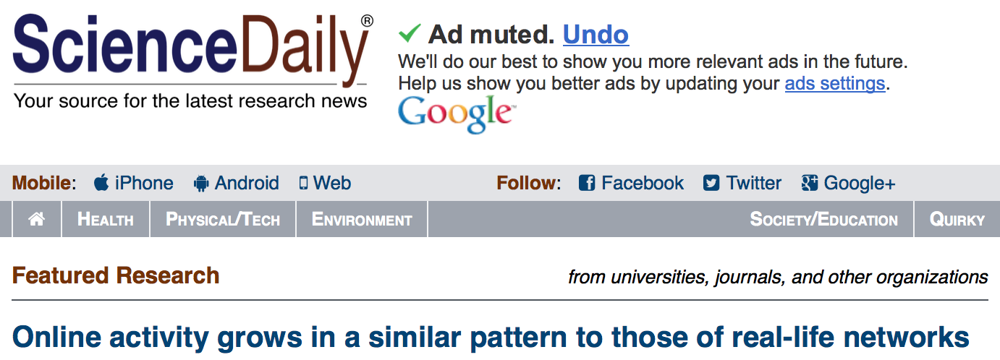 ScienceDaily®
Your source for the latest research news
Ad muted. Undo
We'll do our best to show you more relevant ads in the future.
Help us show you better ads by updating your ads settings.
Google™
Mobile: iPhone Android Web Follow: Facebook Twitter Google+
HEALTH PHYSICAL/TECH ENVIRONMENT SOCIETY/EDUCATION QUIRKY
Featured Research from universities, journals, and other organizations
Online activity grows in a similar pattern to those of real-life networks